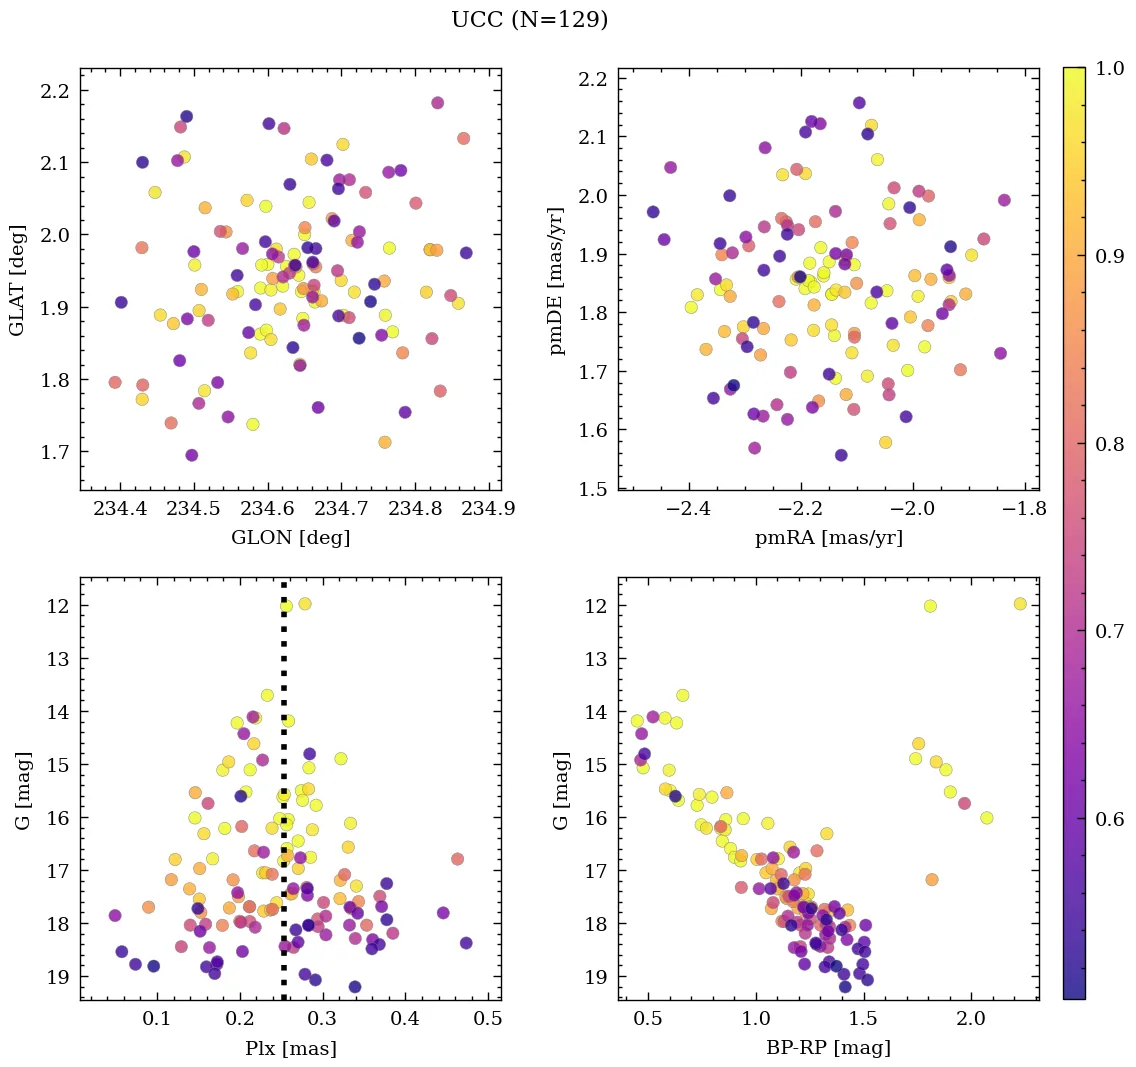 UCC (N=129)
2.2
2.1
2.0
1.9
1.8
1.7
GLAT [deg]
234.4 234.5 234.6 234.7 234.8 234.9
GLON [deg]
2.2
2.1
2.0
1.9
1.8
1.7
1.6
1.5
pmDE [mas/yr]
−2.4 −2.2 −2.0 −1.8
pmRA [mas/yr]
1.0
0.9
0.8
0.7
0.6
12
13
14
15
16
17
18
19
G [mag]
0.1 0.2 0.3 0.4 0.5
Plx [mas]
12
13
14
15
16
17
18
19
G [mag]
0.5 1.0 1.5 2.0
BP-RP [mag]